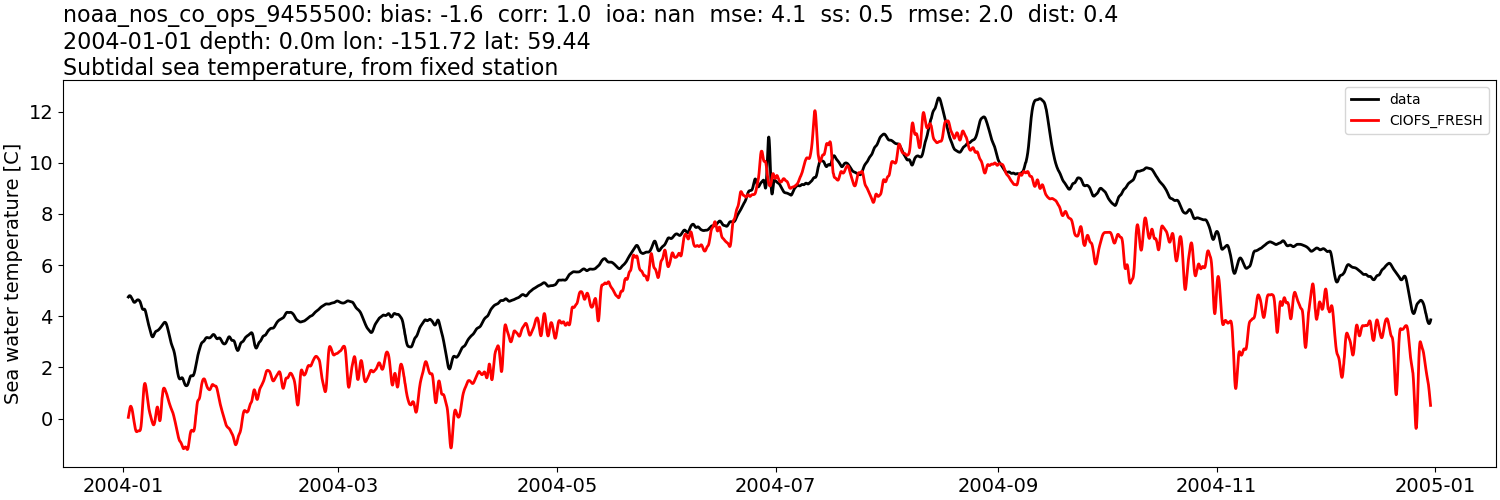 noaa_nos_co_ops_9455500: bias: -1.6  corr: 1.0  ioa: nan  mse: 4.1  ss: 0.5  rmse: 2.0  dist: 0.4
2004-01-01 depth: 0.0m lon: -151.72 lat: 59.44
Subtidal sea temperature, from fixed station
data
CIOFS_FRESH
Sea water temperature [C]
12
10
8
6
4
2
0
2004-01
2004-03
2004-05
2004-07
2004-09
2004-11
2005-01